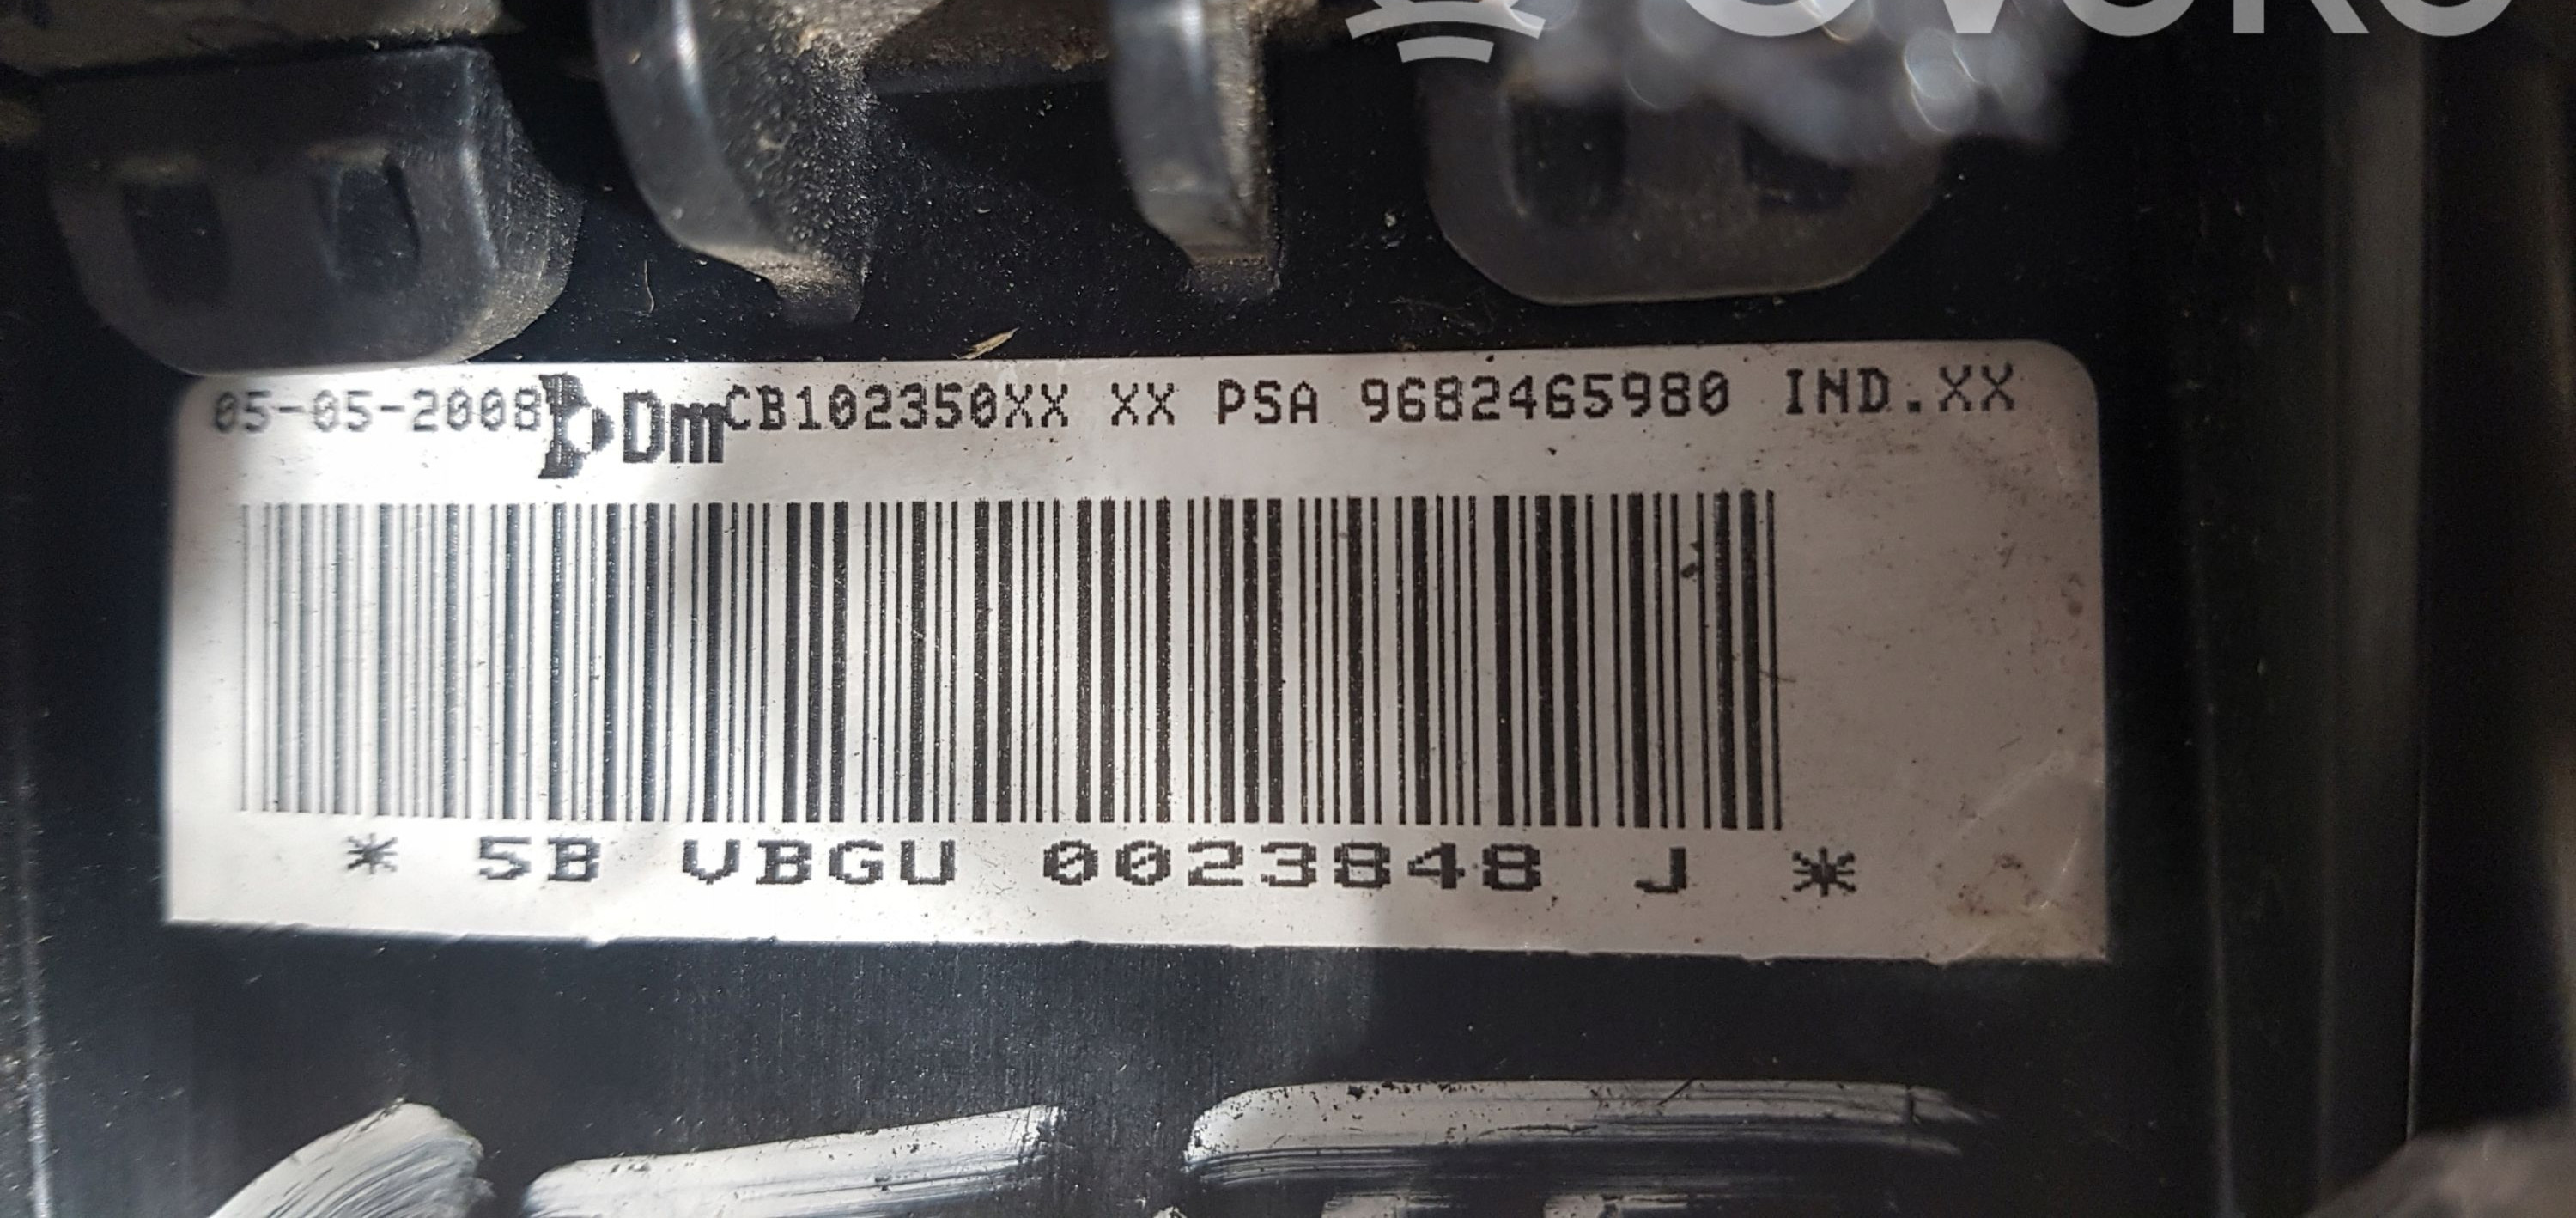 05-05-2008 Dm CB102350XX XX PSA 9682465980 IND.XX
* 5B VBGU 0023848 J *